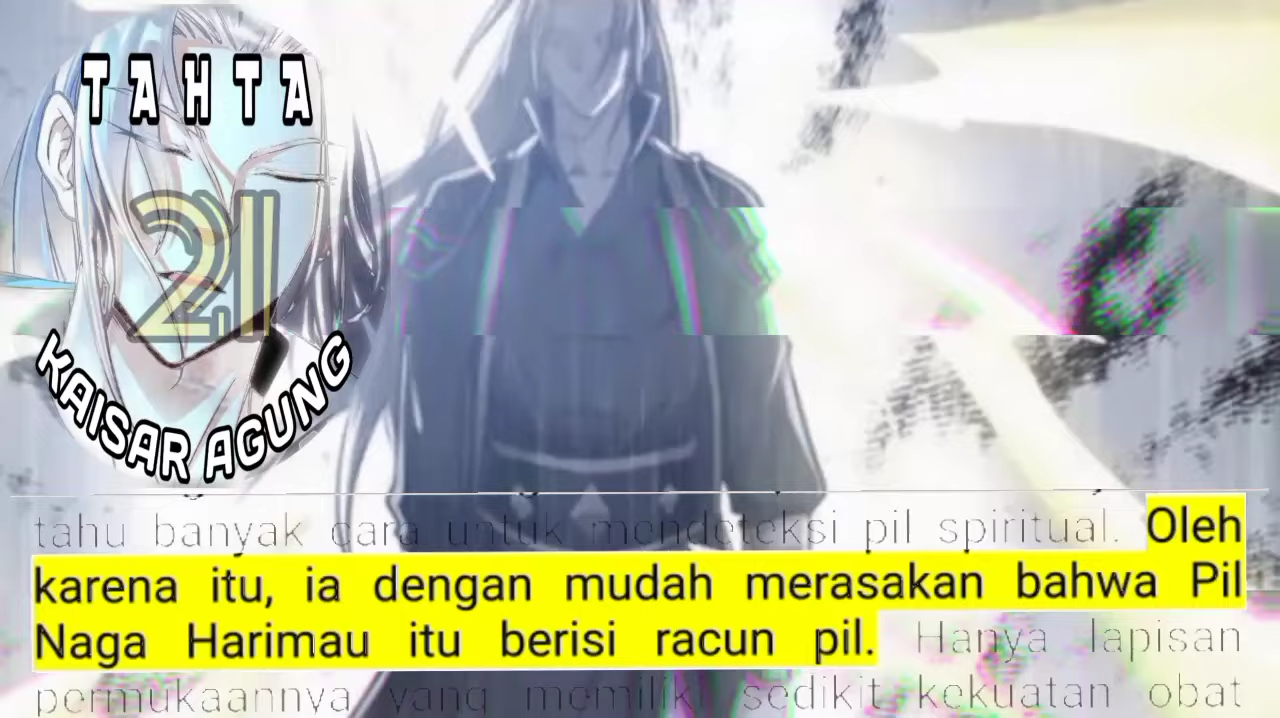 TAHTA
21
KAISAR AGUNG
tahu banyak cara untuk mendeteksi pil spiritual. Oleh
karena itu, ia dengan mudah merasakan bahwa Pil
Naga Harimau itu berisi racun pil. Hanya lapisan
permukaannya yang memiliki sedikit kekuatan obat